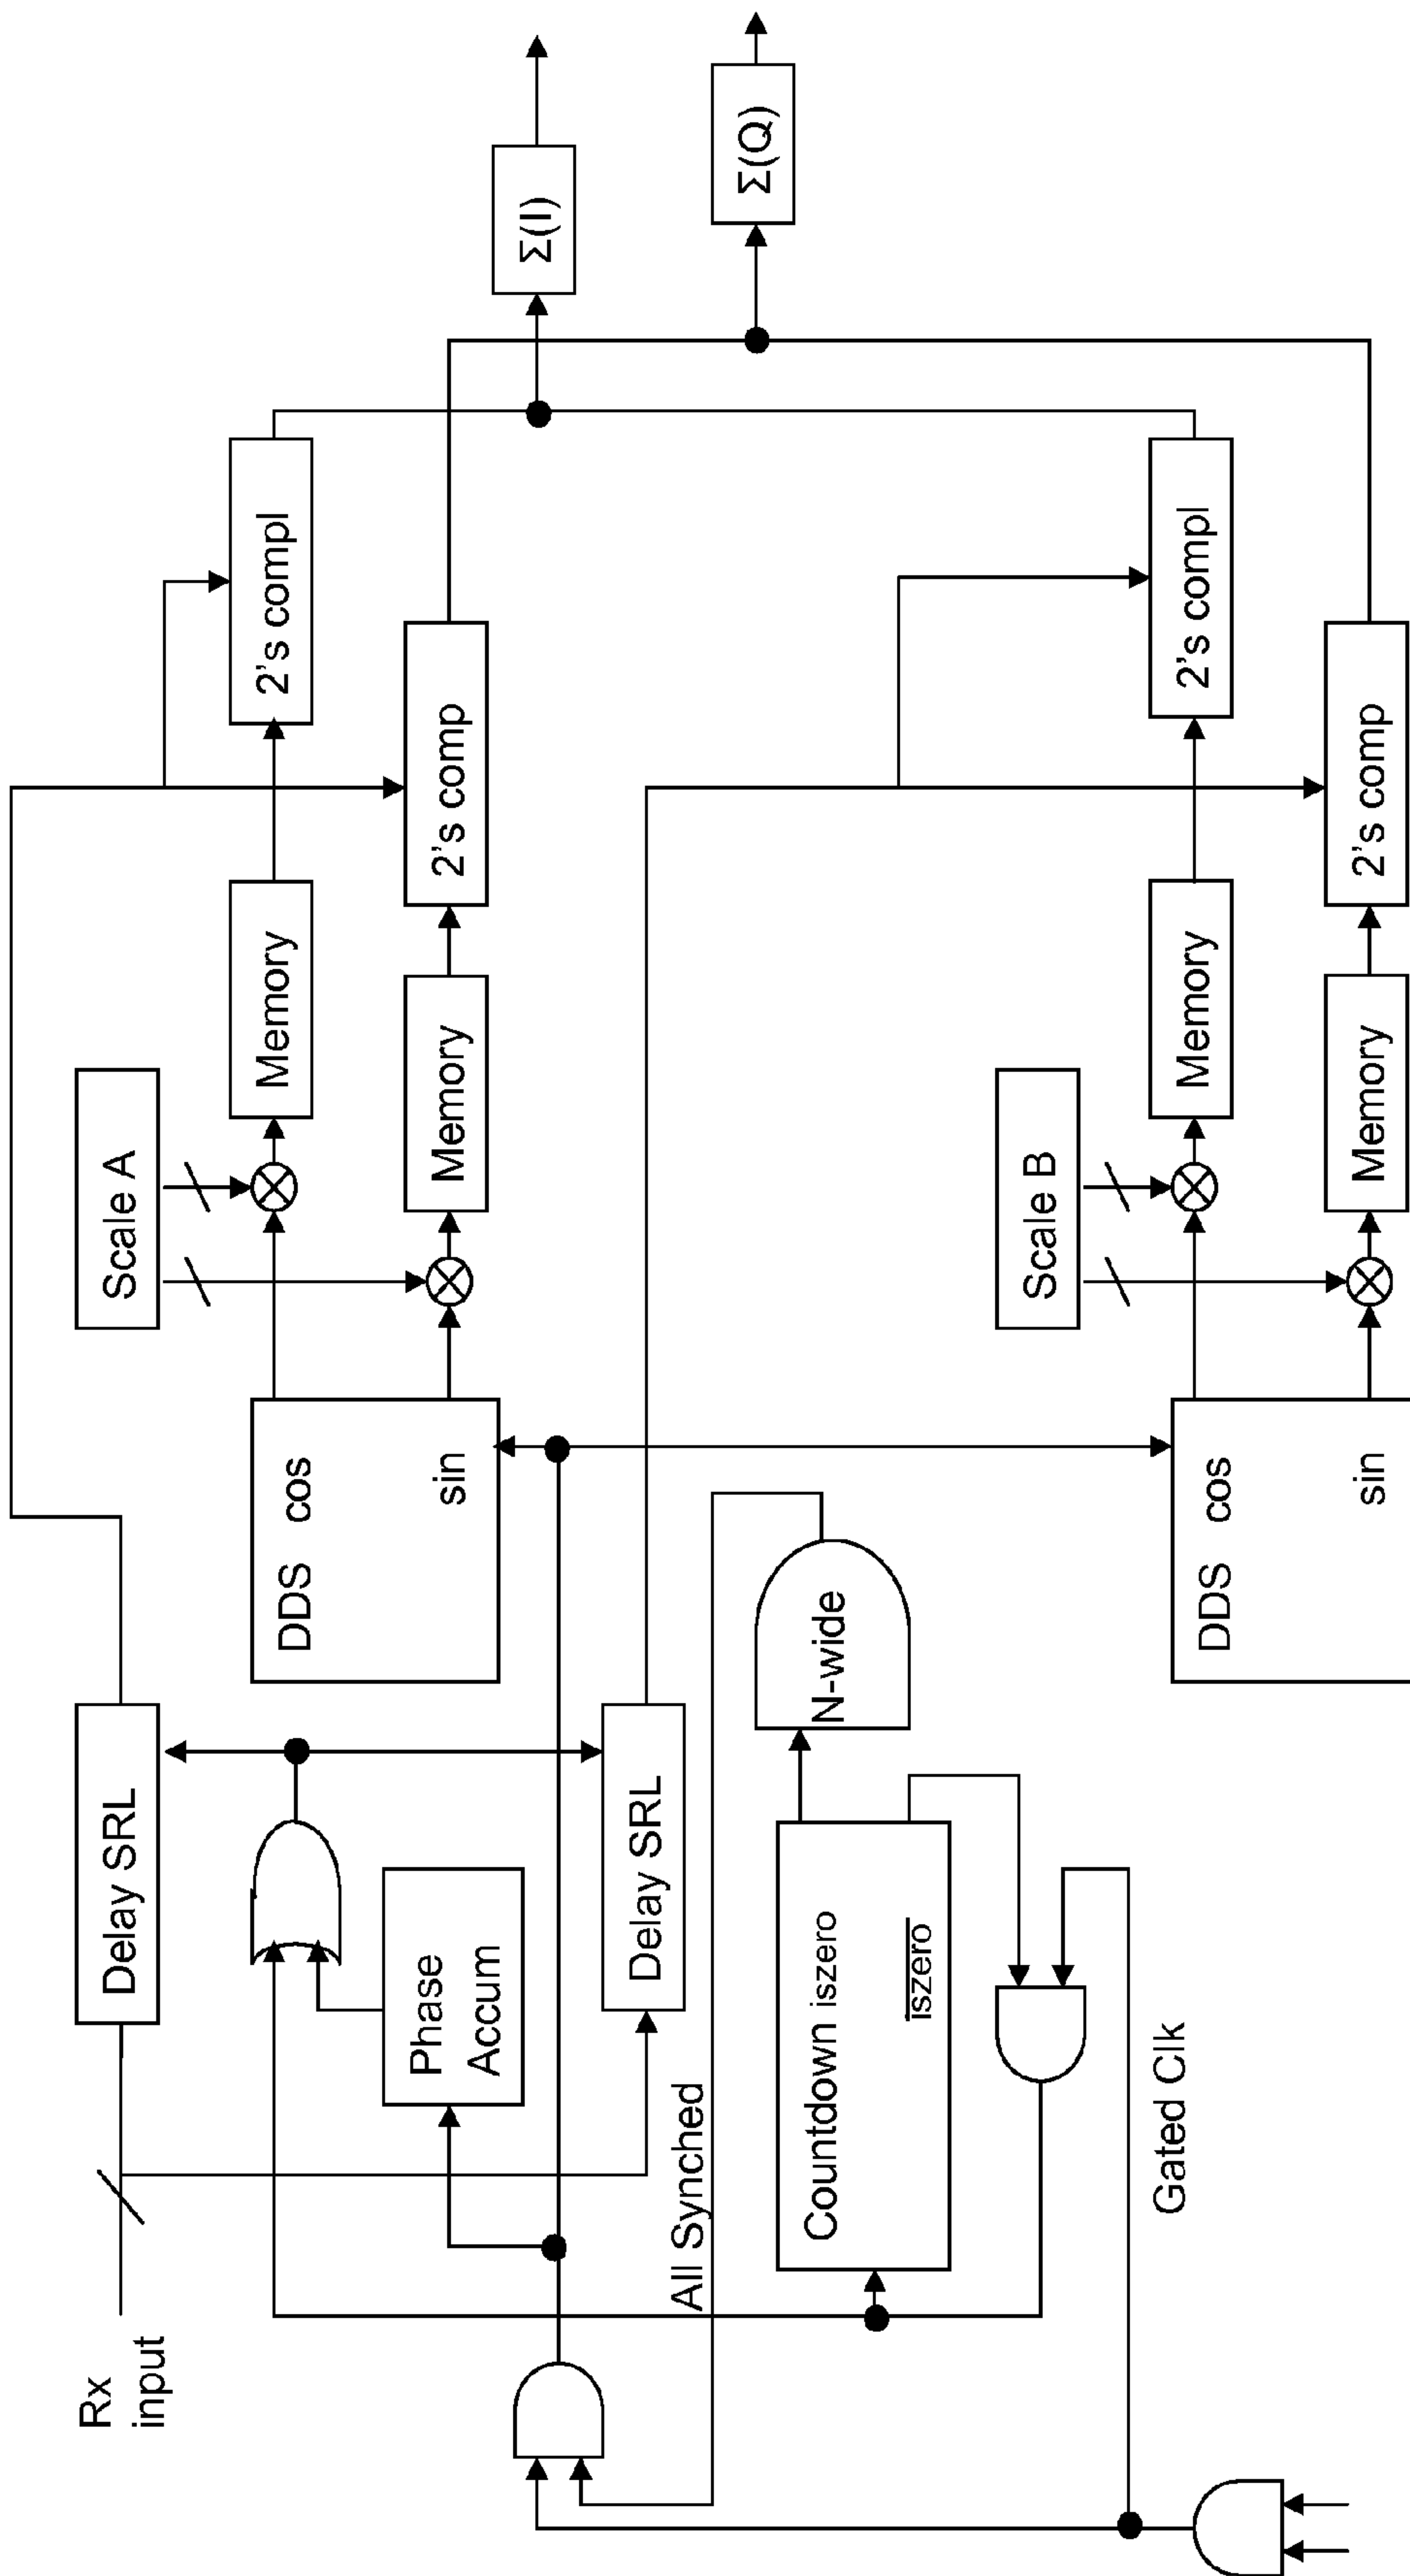 Rx
input
Delay SRL
Scale A
DDS cos
sin
Memory
2's compl
Memory
2's comp
Phase
Accum
Delay SRL
Σ(I)
Σ(Q)
All Synched
N-wide
Countdown iszero
iszero
Gated Clk
Scale B
DDS cos
sin
Memory
2's compl
Memory
2's comp